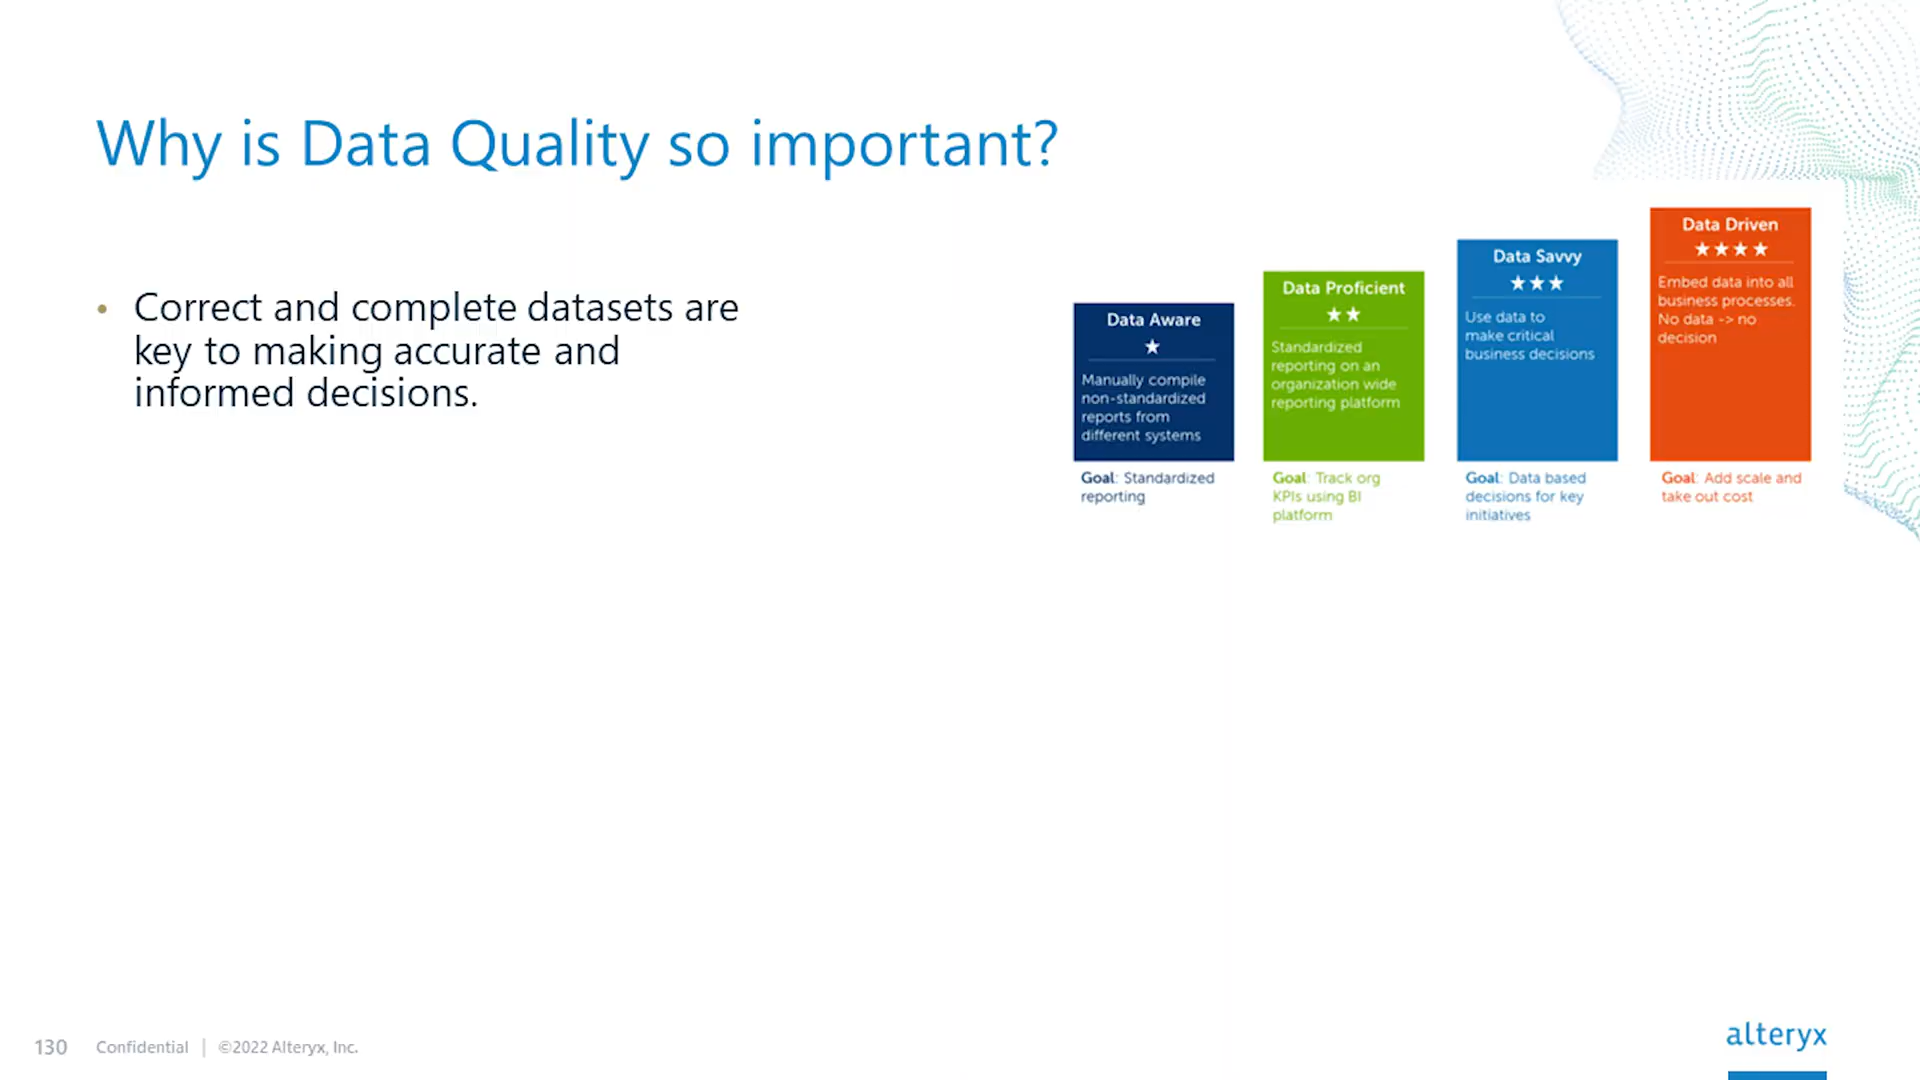 Why is Data Quality so important?
• Correct and complete datasets are
key to making accurate and
informed decisions.
Data Aware
★
Manually compile
non-standardized
reports from
different systems
Goal: Standardized
reporting
Data Proficient
★★
Standardized
reporting on an
organization wide
reporting platform
Goal: Track org
KPIs using BI
platform
Data Savvy
★★★
Use data to
make critical
business decisions
Goal: Data based
decisions for key
initiatives
Data Driven
★★★★
Embed data into all
business processes.
No data -> no
decision
Goal: Add scale and
take out cost
130 Confidential | ©2022 Alteryx, Inc.
alteryx